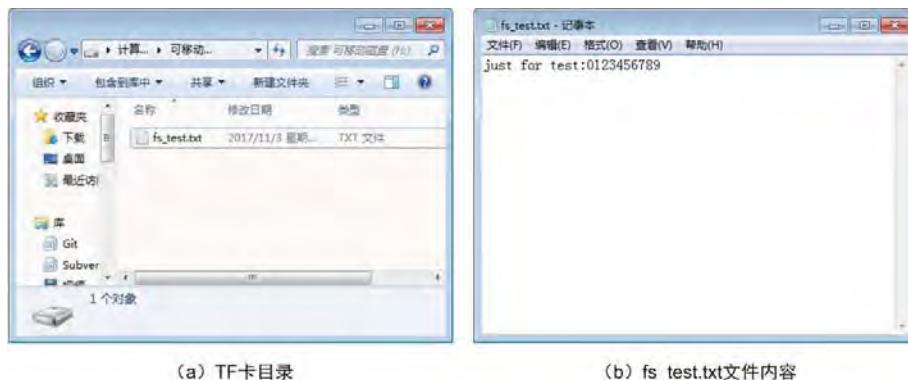 计算... 可移动...
搜索 可移动磁盘 (H:)
组织 包含到库中 共享 新建文件夹
收藏夹
下载
桌面
最近访
库
Git
Subver
名称 修改日期 类型
fs_test.txt 2017/11/3 星期... TXT 文件
1 个对象
fs_test.txt - 记事本
文件(F) 编辑(E) 格式(O) 查看(V) 帮助(H)
just for test:0123456789
(a) TF卡目录
(b) fs_test.txt文件内容